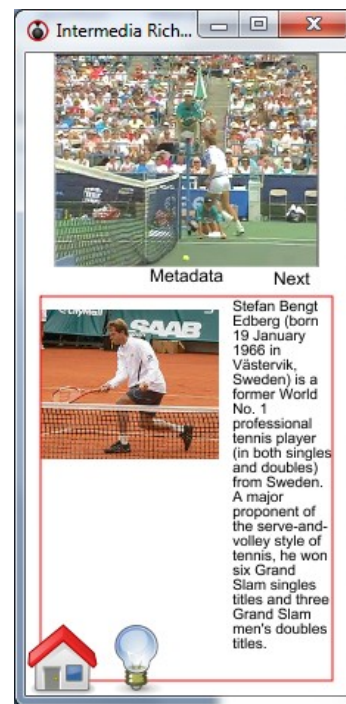 Intermedia Rich...
Metadata
Next
CityMail
SAAB
Stefan Bengt
Edberg (born
19 January
1966 in
Västervik,
Sweden) is a
former World
No. 1
professional
tennis player
(in both singles
and doubles)
from Sweden.
A major
proponent of
the serve-and-
volley style of
tennis, he won
six Grand
Slam singles
titles and three
Grand Slam
men's doubles
titles.